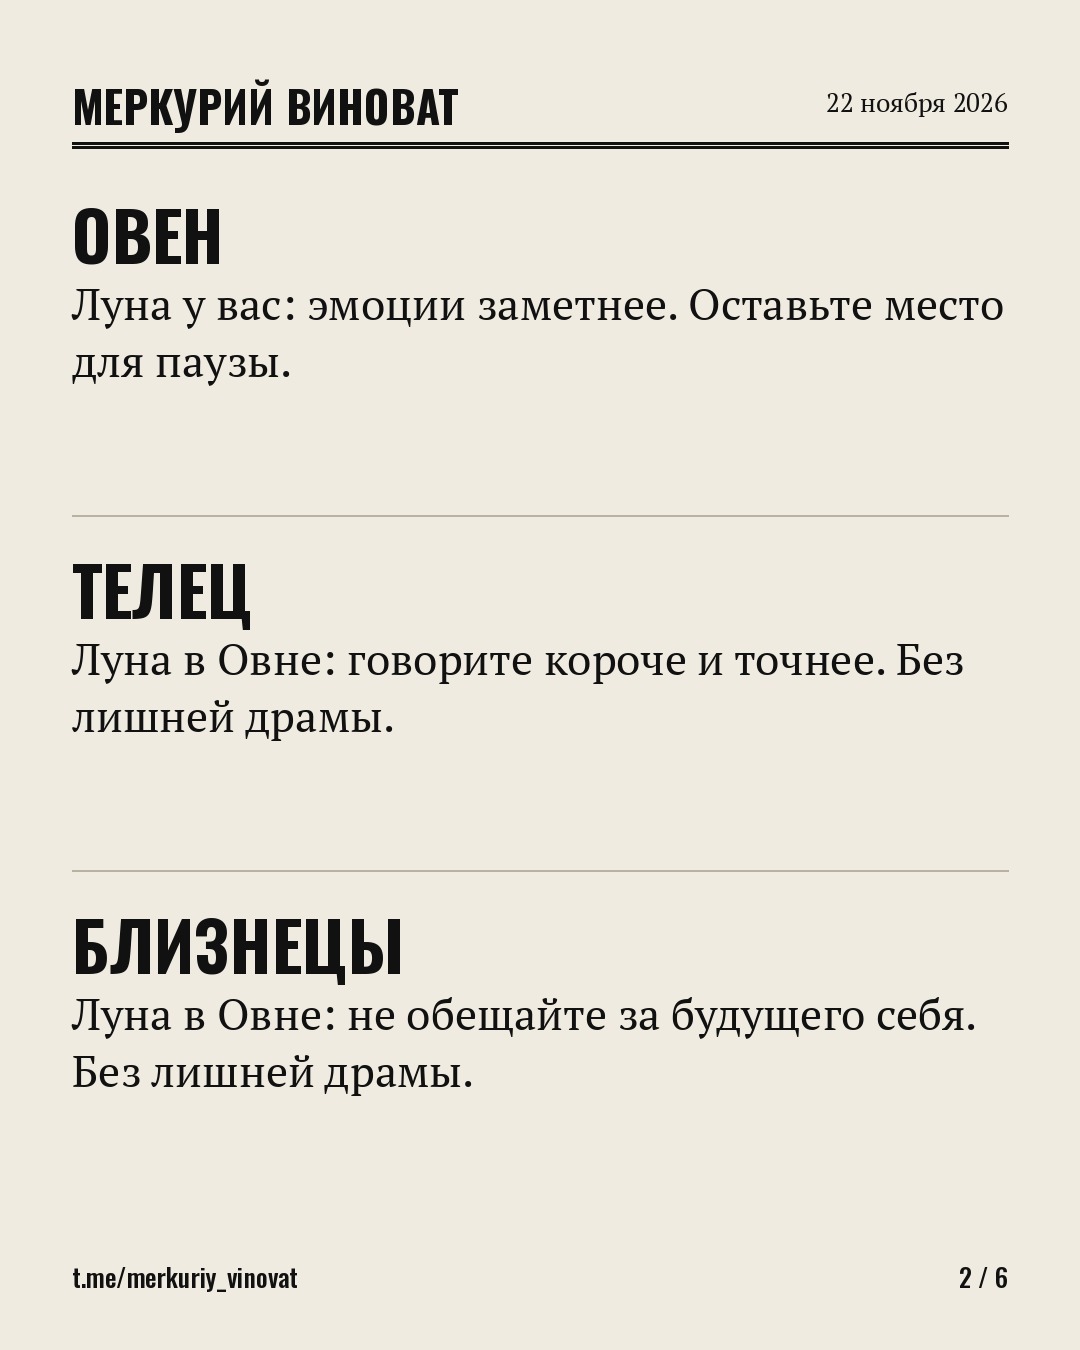 МЕРКУРИЙ ВИНОВАТ
22 ноября 2026
ОВЕН
Луна у вас: эмоции заметнее. Оставьте место
для паузы.
ТЕЛЕЦ
Луна в Овне: говорите короче и точнее. Без
лишней драмы.
БЛИЗНЕЦЫ
Луна в Овне: не обещайте за будущего себя.
Без лишней драмы.
t.me/merkuriy_vinovat
2 / 6